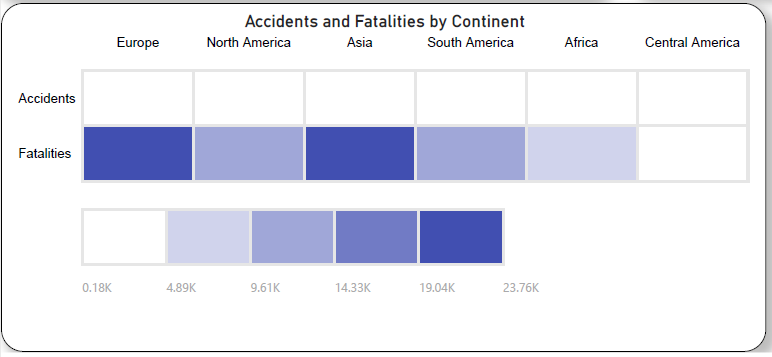 Accidents and Fatalities by Continent
Europe North America Asia South America Africa Central America
Accidents
Fatalities
0.18K 4.89K 9.61K 14.33K 19.04K 23.76K